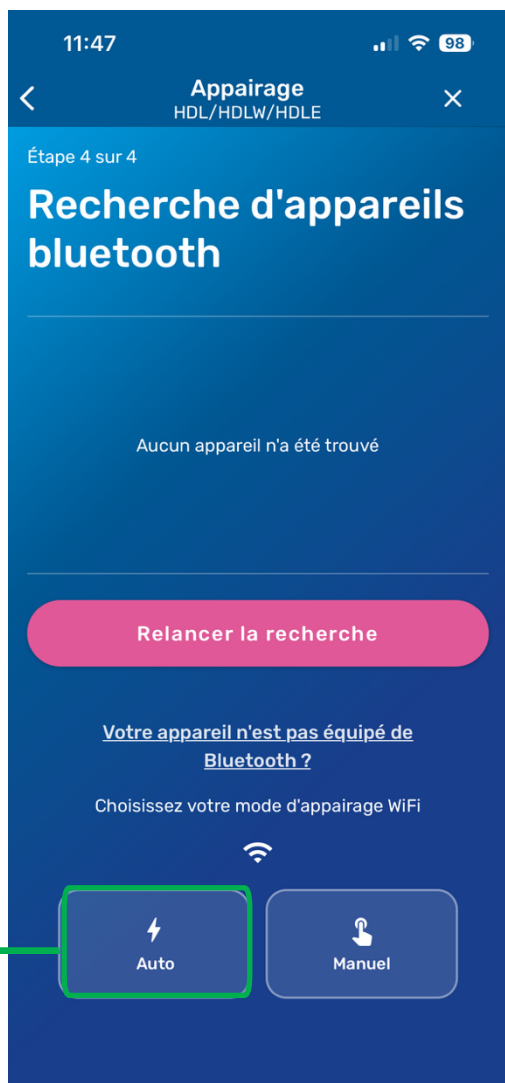 11:47
98
Appairage
HDL/HDLW/HDLE
Étape 4 sur 4
Recherche d'appareils
bluetooth
Aucun appareil n'a été trouvé
Relancer la recherche
Votre appareil n'est pas équipé de
Bluetooth ?
Choisissez votre mode d'appairage WiFi
Auto
Manuel